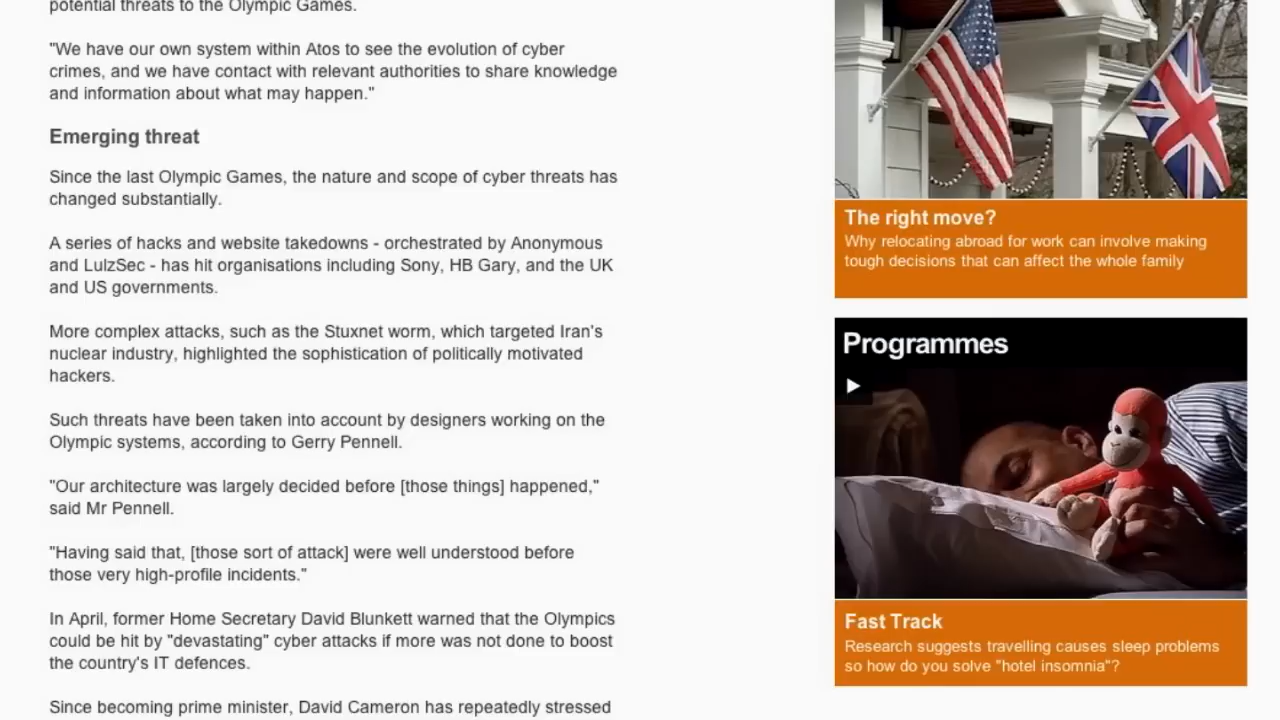 potential threats to the Olympic Games.
"We have our own system within Atos to see the evolution of cyber
crimes, and we have contact with relevant authorities to share knowledge
and information about what may happen."
Emerging threat
Since the last Olympic Games, the nature and scope of cyber threats has
changed substantially.
A series of hacks and website takedowns - orchestrated by Anonymous
and LulzSec - has hit organisations including Sony, HB Gary, and the UK
and US governments.
More complex attacks, such as the Stuxnet worm, which targeted Iran's
nuclear industry, highlighted the sophistication of politically motivated
hackers.
Such threats have been taken into account by designers working on the
Olympic systems, according to Gerry Pennell.
"Our architecture was largely decided before [those things] happened,"
said Mr Pennell.
"Having said that, [those sort of attack] were well understood before
those very high-profile incidents."
In April, former Home Secretary David Blunkett warned that the Olympics
could be hit by "devastating" cyber attacks if more was not done to boost
the country's IT defences.
Since becoming prime minister, David Cameron has repeatedly stressed
The right move?
Why relocating abroad for work can involve making
tough decisions that can affect the whole family
Programmes
Fast Track
Research suggests travelling causes sleep problems
so how do you solve "hotel insomnia"?